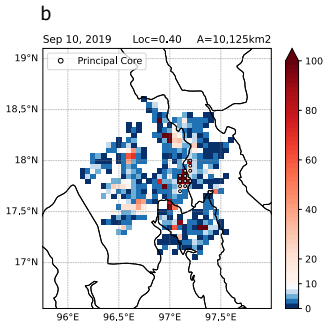 b
Sep 10, 2019 Loc=0.40 A=10,125km2
Principal Core
19°N
18,5°N
18°N
17,5°N
17°N
96°E 96,5°E 97°E 97,5°E
100
80
60
40
20
10
0